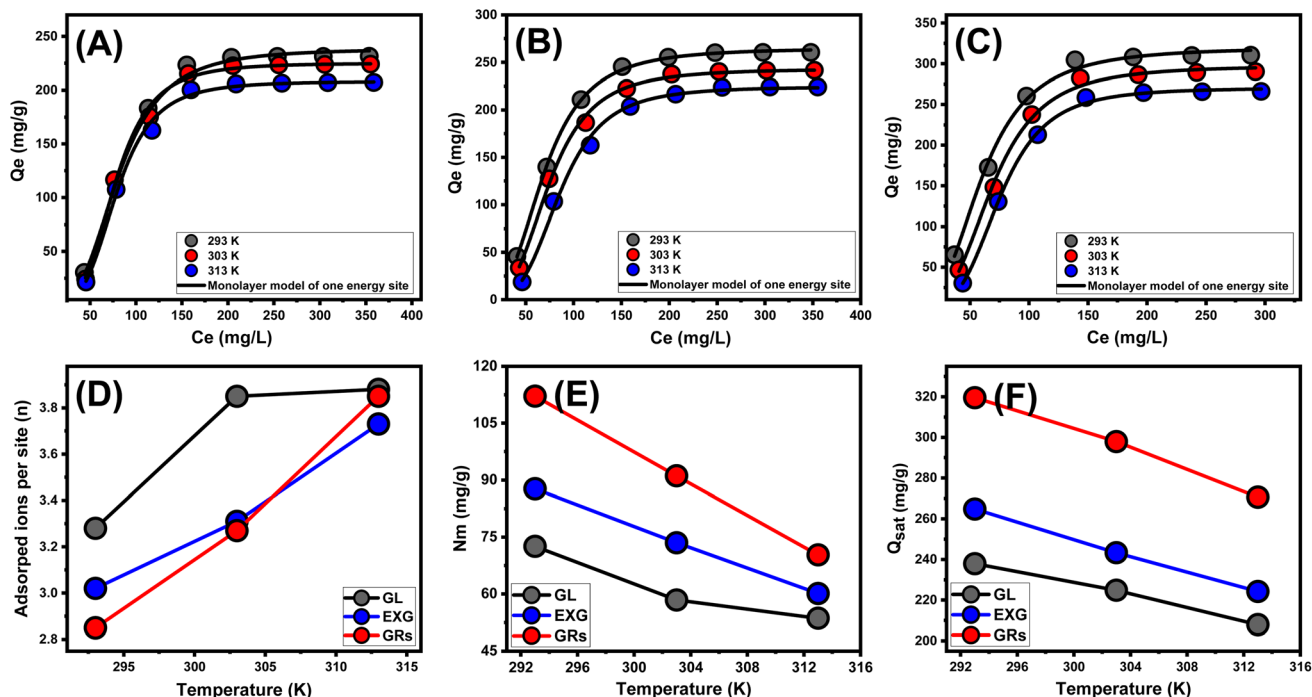 (A)
Qe (mg/g)
250
200
150
100
50
293 K
303 K
313 K
Monolayer model of one energy site
50 100 150 200 250 300 350 400
Ce (mg/L)
(B)
Qe (mg/g)
300
250
200
150
100
50
0
293 K
303 K
313 K
Monolayer model of one energy site
50 100 150 200 250 300 350 400
Ce (mg/L)
(C)
Qe (mg/g)
350
300
250
200
150
100
50
293 K
303 K
313 K
Monolayer model of one energy site
50 100 150 200 250 300
Ce (mg/L)
(D)
Adsorped ions per site (n)
3.8
3.6
3.4
3.2
3.0
2.8
GL
EXG
GRs
295 300 305 310 315
Temperature (K)
(E)
Nm (mg/g)
120
105
90
75
60
45
GL
EXG
GRs
292 296 300 304 308 312 316
Temperature (K)
(F)
Qsat (mg/g)
340
320
300
280
260
240
220
200
GL
EXG
GRs
292 296 300 304 308 312 316
Temperature (K)